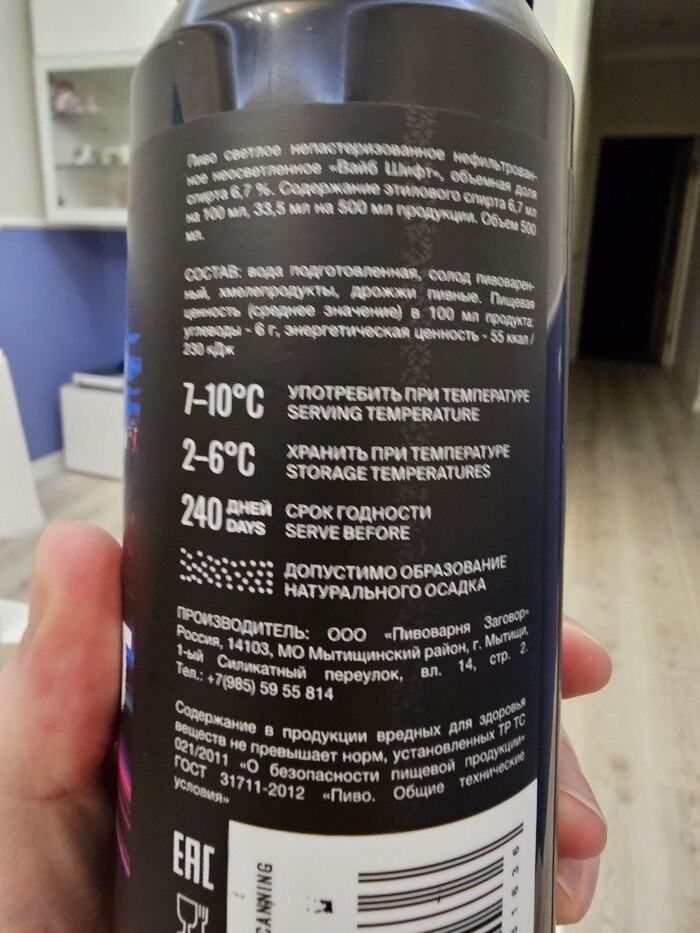 Пиво светлое непастеризованное нефильтрован-
ное неосветленное «Вайб Шифт», объемная доля
спирта 6,7 %. Содержание этилового спирта 6,7 мл
на 100 мл, 33,5 мл на 500 мл продукции. Объем 500
мл.
СОСТАВ: вода подготовленная, солод пивоварен-
ный, хмелепродукты, дрожжи пивные. Пищевая
ценность (среднее значение) в 100 мл продукта:
углеводы - 6 г, энергетическая ценность - 55 ккал /
230 кДж
7–10°C УПОТРЕБИТЬ ПРИ ТЕМПЕРАТУРЕ
SERVING TEMPERATURE
2–6°C ХРАНИТЬ ПРИ ТЕМПЕРАТУРЕ
STORAGE TEMPERATURES
240 ДНЕЙ DAYS СРОК ГОДНОСТИ
SERVE BEFORE
ДОПУСТИМО ОБРАЗОВАНИЕ
НАТУРАЛЬНОГО ОСАДКА
ПРОИЗВОДИТЕЛЬ: ООО «Пивоварня Заговор»
Россия, 14103, МО Мытищинский район, г. Мытищи,
1-ый Силикатный переулок, вл. 14, стр. 2.
Тел.: +7(985) 59 55 814
Содержание в продукции вредных для здоровья
веществ не превышает норм, установленных ТР ТС
021/2011 «О безопасности пищевой продукции»
ГОСТ 31711-2012 «Пиво. Общие технические
условия»
EAC